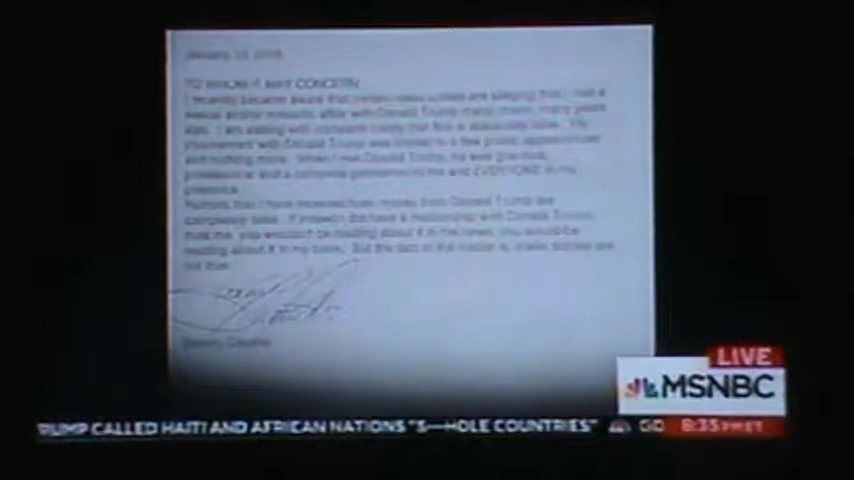 January 10, 2018
TO WHOM IT MAY CONCERN:
I recently became aware that certain news outlets are alleging that I had a
sexual and/or romantic affair with Donald Trump many, many, many years
ago. I am stating with complete clarity that this is absolutely false. My
involvement with Donald Trump was limited to a few public appearances
and nothing more. When I met Donald Trump, he was gracious,
professional and a complete gentleman to me and EVERYONE in my
presence.
Rumors that I have received hush money from Donald Trump are
completely false. If indeed I did have a relationship with Donald Trump,
trust me, you wouldn't be reading about it in the news, you would be
reading about it in my book. But the fact of the matter is, these stories are
not true.
Stormy Daniels
LIVE
MSNBC
RUMP CALLED HAITI AND AFRICAN NATIONS "S—HOLE COUNTRIES" GO 8:35 PM ET